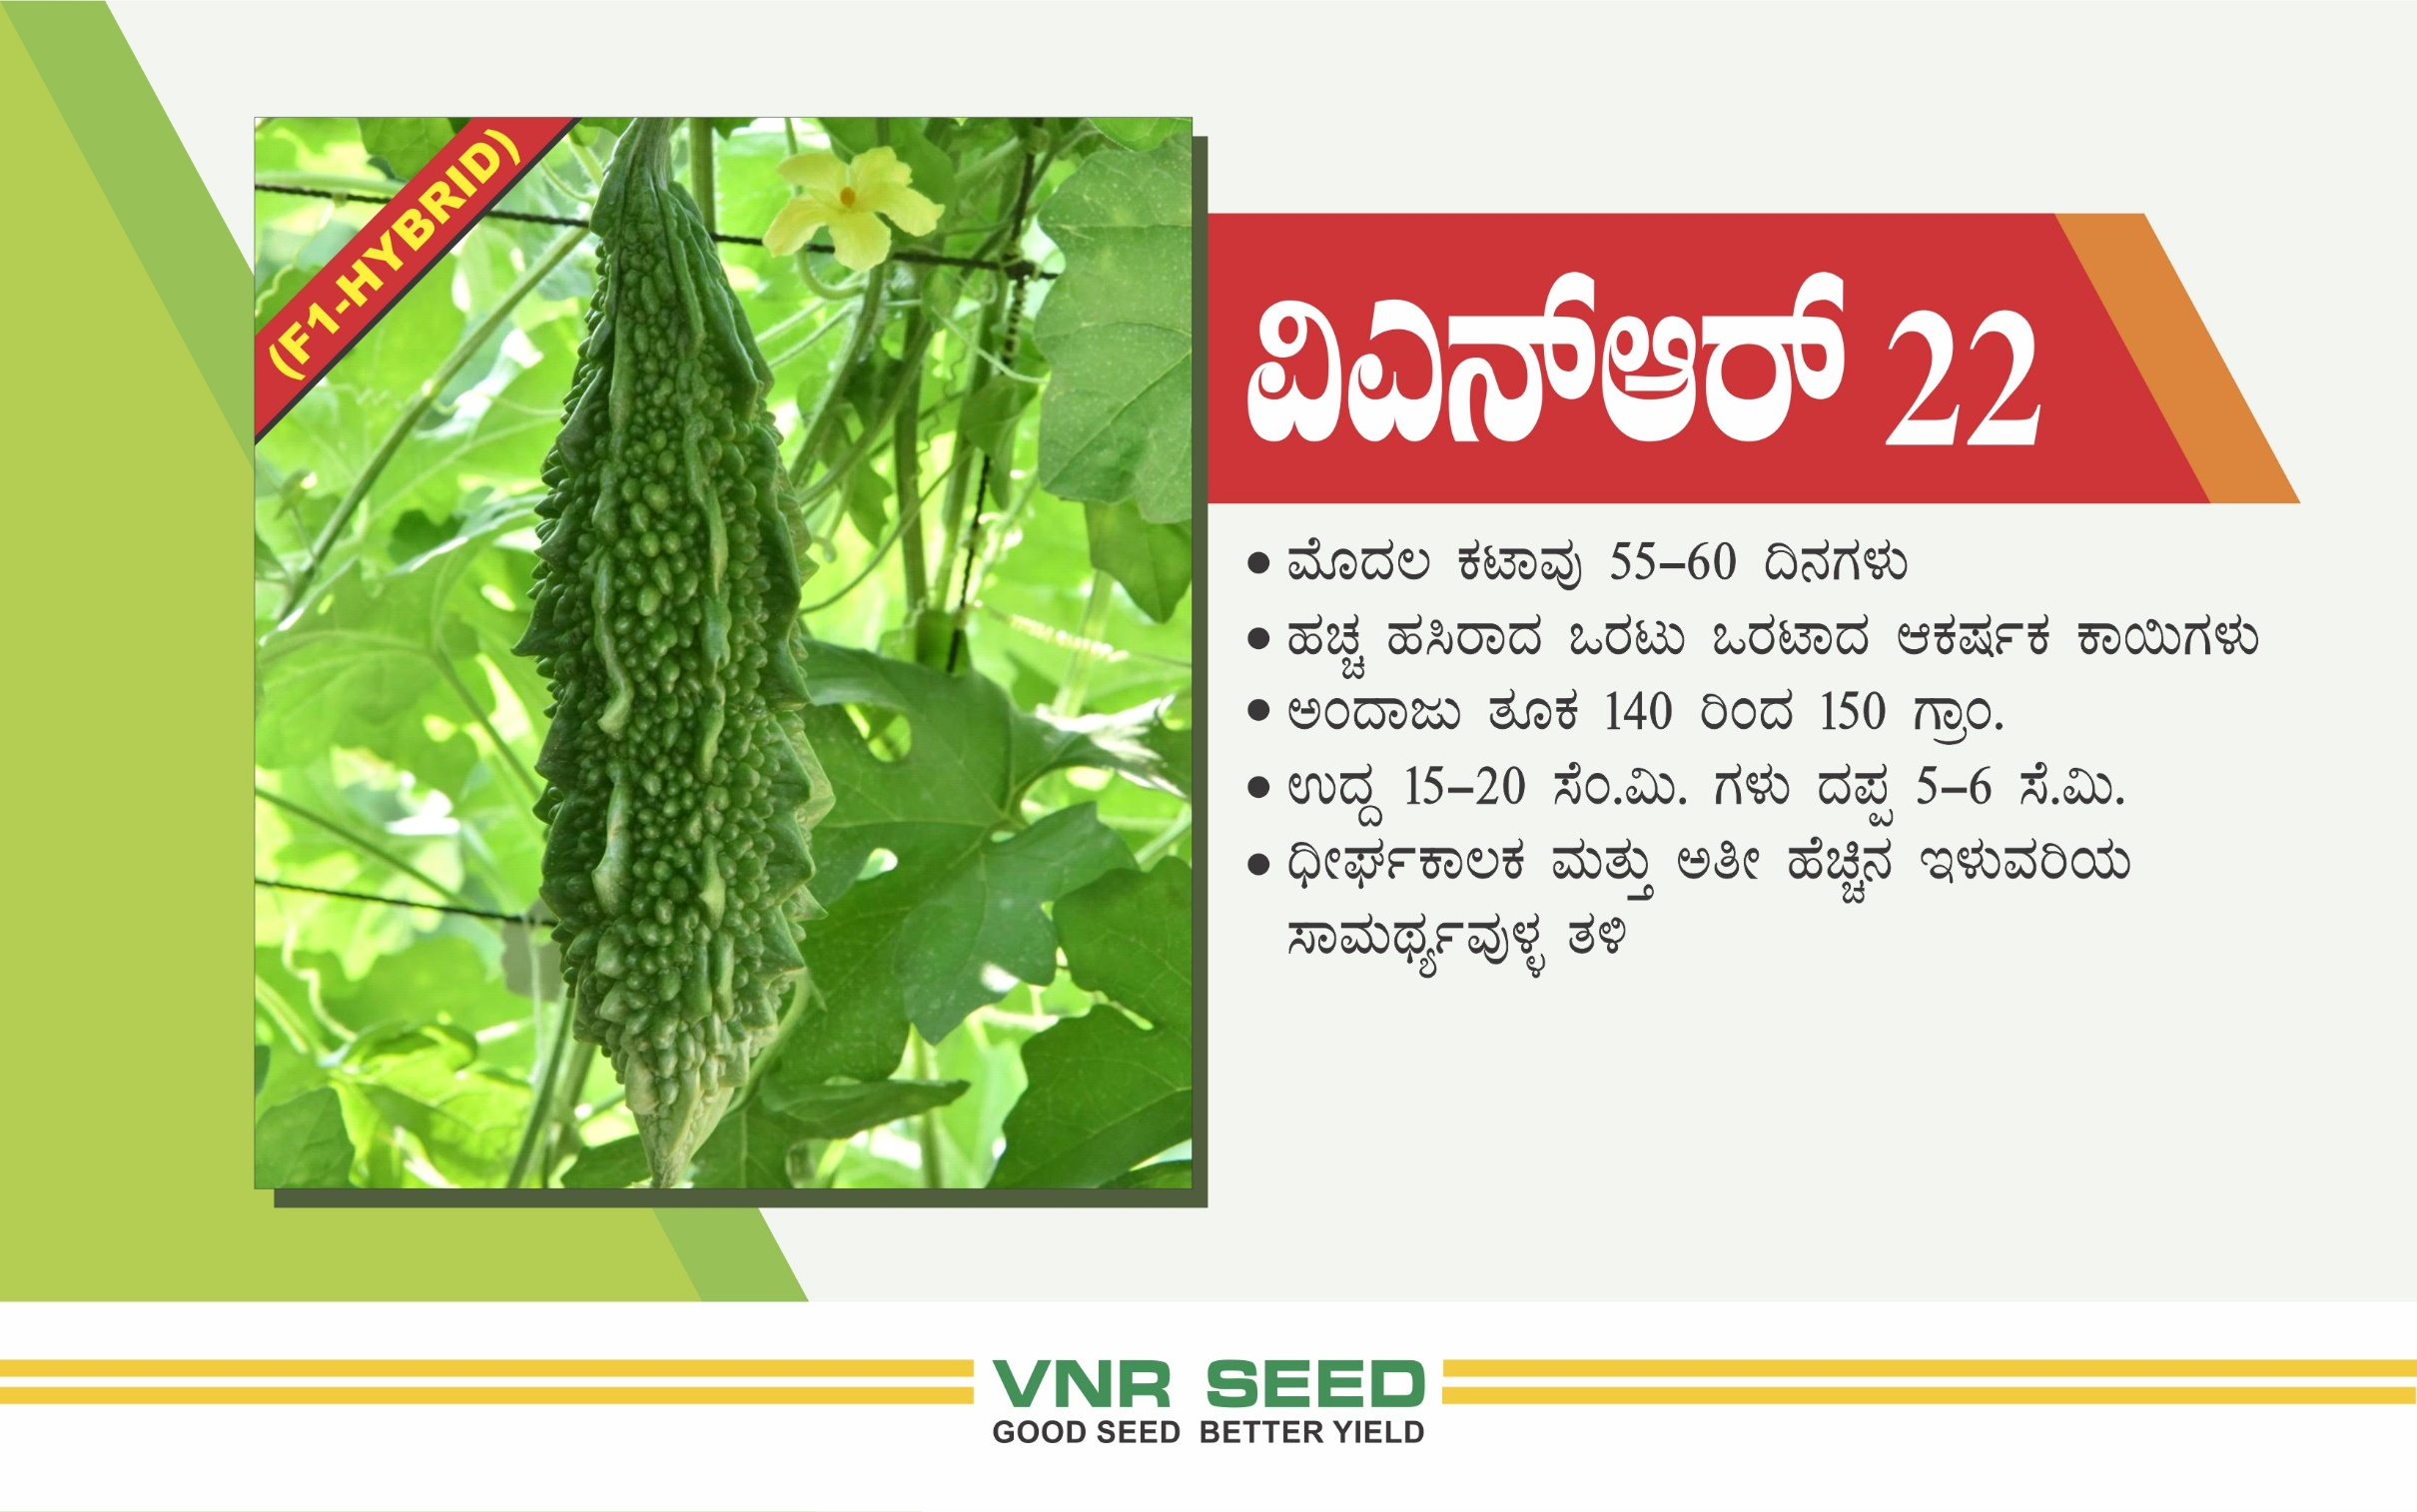 (F1-HYBRID)
ವಿಎನ್ಆರ್ 22
• ಮೊದಲ ಕಟಾವು 55–60 ದಿನಗಳು
• ಹಚ್ಚ ಹಸಿರಾದ ಒರಟು ಒರಟಾದ ಆಕರ್ಷಕ ಕಾಯಿಗಳು
• ಅಂದಾಜು ತೂಕ 140 ರಿಂದ 150 ಗ್ರಾಂ.
• ಉದ್ದ 15–20 ಸೆಂ.ಮಿ. ಗಳು ದಪ್ಪ 5–6 ಸೆ.ಮಿ.
• ಧೀರ್ಘಕಾಲಕ ಮತ್ತು ಅತೀ ಹೆಚ್ಚಿನ ಇಳುವರಿಯ
ಸಾಮರ್ಥ್ಯವುಳ್ಳ ತಳಿ
VNR SEED
GOOD SEED BETTER YIELD